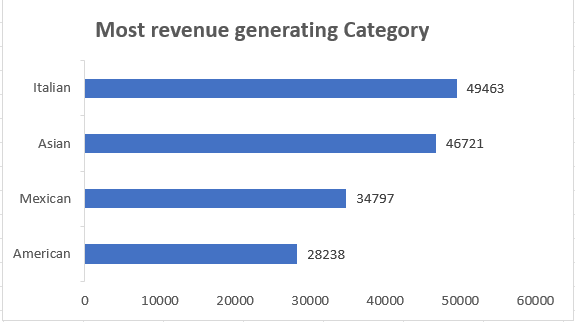 Most revenue generating Category
Italian 49463
Asian 46721
Mexican 34797
American 28238
0 10000 20000 30000 40000 50000 60000